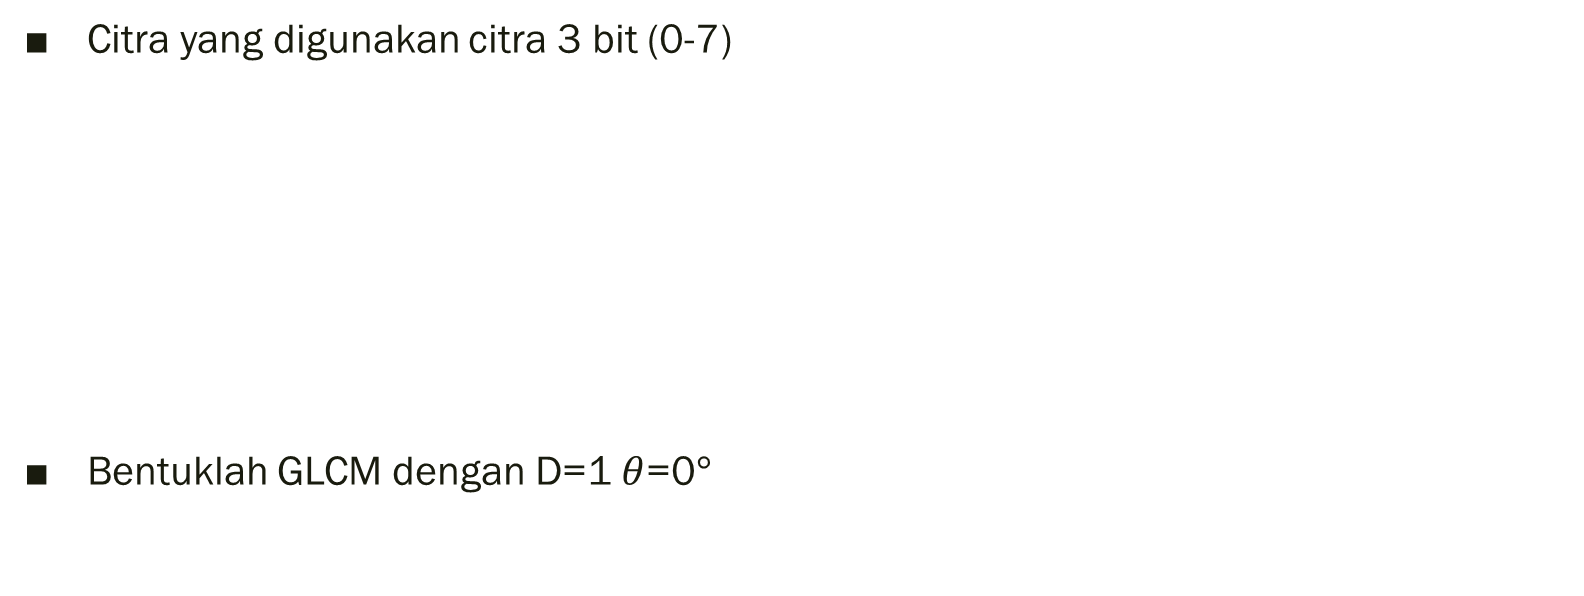 ▪ Citra yang digunakan citra 3 bit (0-7)
▪ Bentuklah GLCM dengan D=1 𝜃=0°